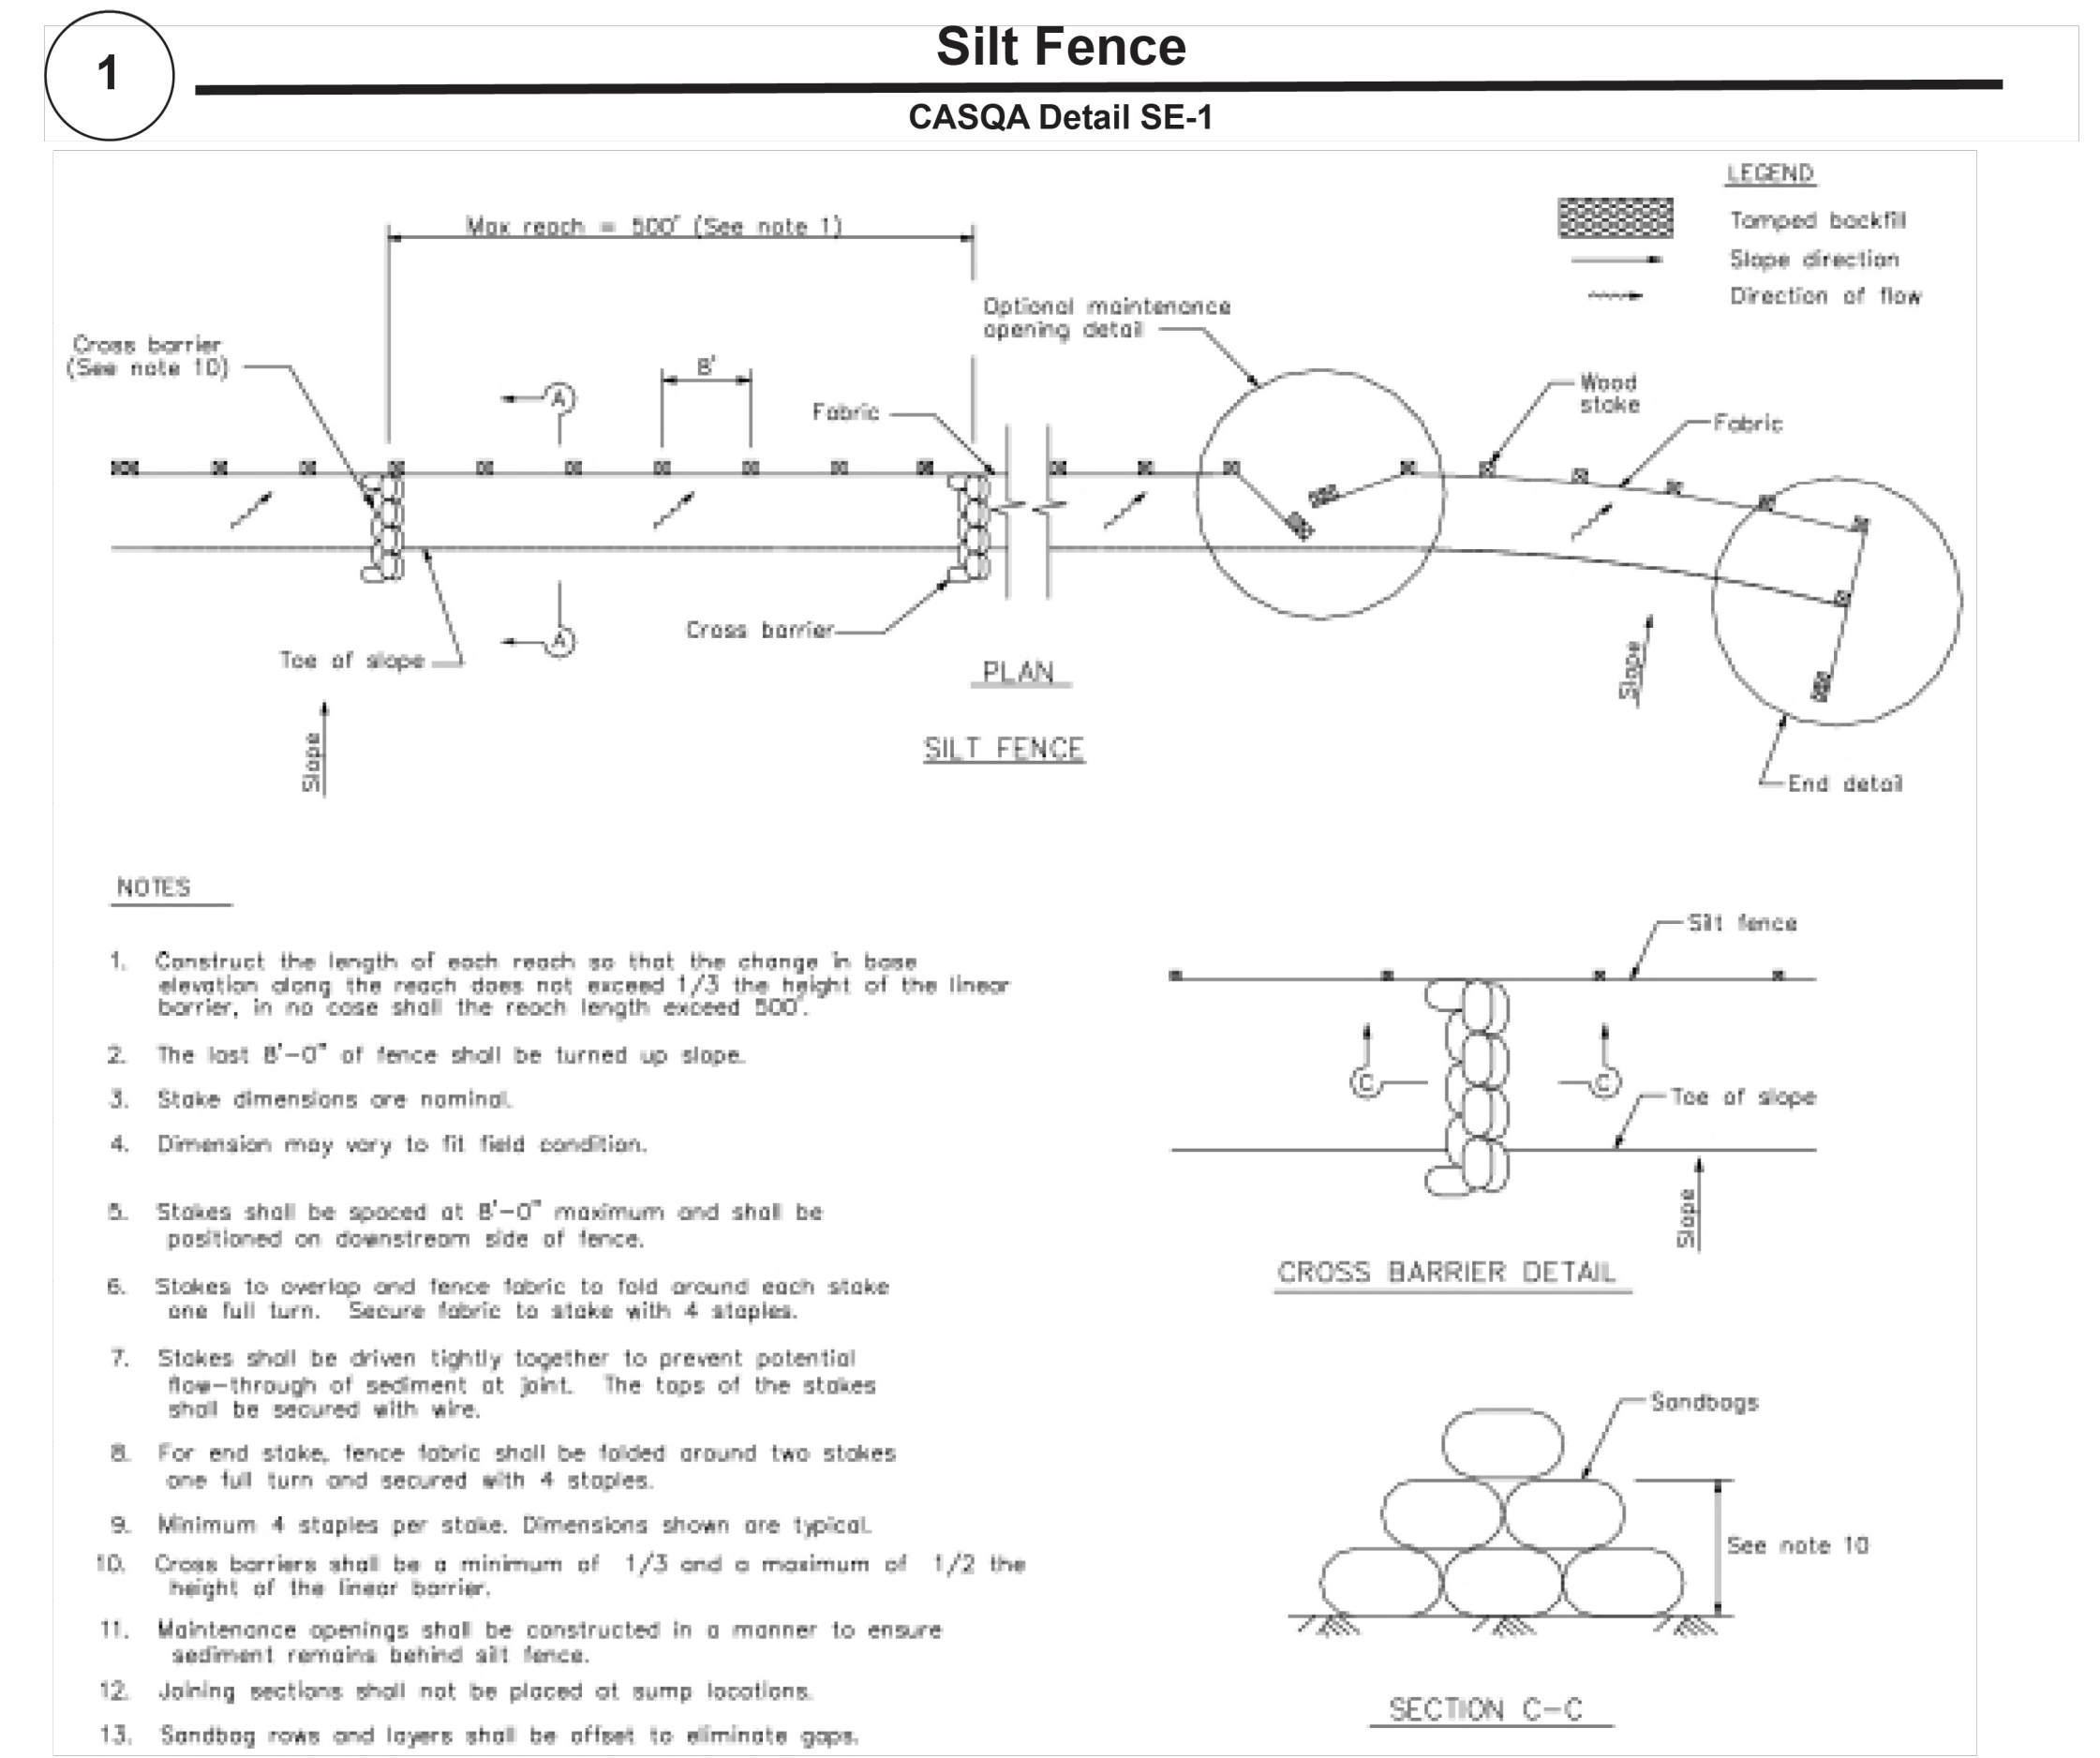 1
Silt Fence
CASQA Detail SE-1
LEGEND
Tamped backfill
Slope direction
Direction of flow
Max reach = 500' (See note 1)
Optional maintenance
opening detail
Cross barrier
(See note 10)
8'
A
Fabric
Wood
stake
Fabric
Cross barrier
A
Toe of slope
PLAN
Slope
Slope
SILT FENCE
End detail
NOTES
1. Construct the length of each reach so that the change in base
elevation along the reach does not exceed 1/3 the height of the linear
barrier, in no case shall the reach length exceed 500'.
2. The last 8'-0" of fence shall be turned up slope.
3. Stake dimensions are nominal.
4. Dimension may vary to fit field condition.
5. Stakes shall be spaced at 8'-0" maximum and shall be
positioned on downstream side of fence.
6. Stakes to overlap and fence fabric to fold around each stake
one full turn. Secure fabric to stake with 4 staples.
7. Stakes shall be driven tightly together to prevent potential
flow-through of sediment at joint. The tops of the stakes
shall be secured with wire.
8. For end stake, fence fabric shall be folded around two stakes
one full turn and secured with 4 staples.
9. Minimum 4 staples per stake. Dimensions shown are typical.
10. Cross barriers shall be a minimum of 1/3 and a maximum of 1/2 the
height of the linear barrier.
11. Maintenance openings shall be constructed in a manner to ensure
sediment remains behind silt fence.
12. Joining sections shall not be placed at sump locations.
13. Sandbag rows and layers shall be offset to eliminate gaps.
Silt fence
C
C
Toe of slope
Slope
CROSS BARRIER DETAIL
Sandbags
See note 10
SECTION C-C